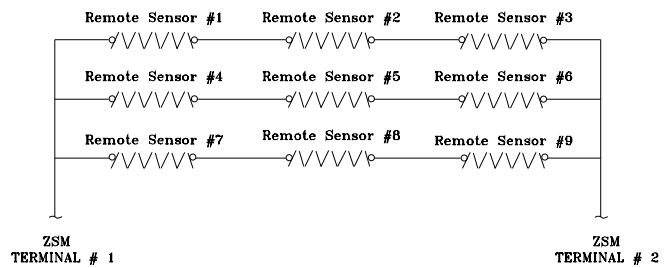 Remote Sensor #1
Remote Sensor #2
Remote Sensor #3
Remote Sensor #4
Remote Sensor #5
Remote Sensor #6
Remote Sensor #7
Remote Sensor #8
Remote Sensor #9
ZSM
TERMINAL # 1
ZSM
TERMINAL # 2